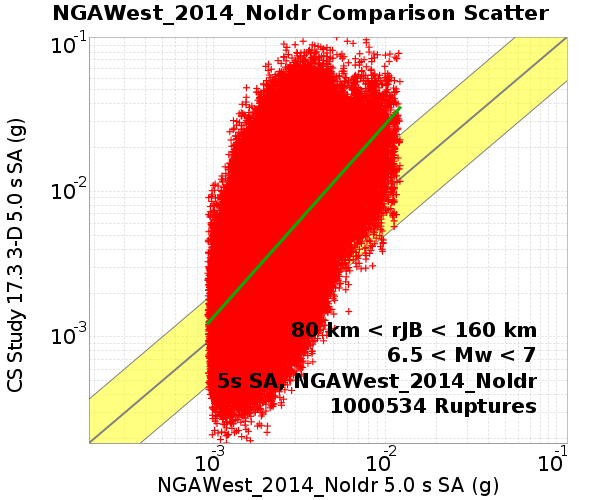 NGAWest_2014_NoIdr Comparison Scatter
CS Study 17.3 3-D 5.0 s SA (g)
10-1
10-2
10-3
80 km < rJB < 160 km
6.5 < Mw < 7
5s SA, NGAWest_2014_NoIdr
1000534 Ruptures
10-3 10-2 10-1
NGAWest_2014_NoIdr 5.0 s SA (g)